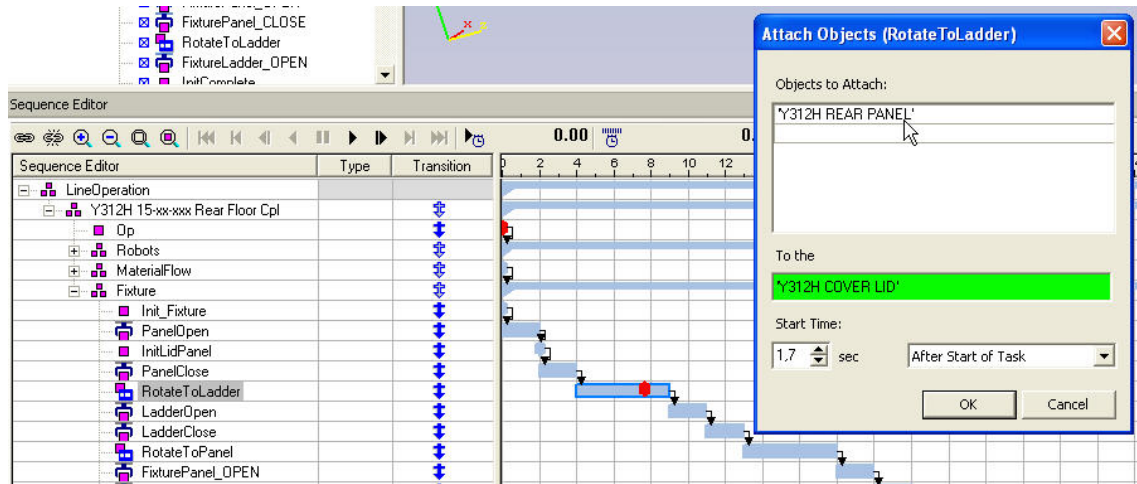 FixturePanel_CLOSE
RotateToLadder
FixtureLadder_OPEN
InitComplete
x x
Sequence Editor
0.00 0.
Sequence Editor Type Transition 0 2 4 6 8 10 12
LineOperation
Y312H 15-xx-xxx Rear Floor Cpl
Op
Robots
MaterialFlow
Fixture
Init_Fixture
PanelOpen
InitLidPanel
PanelClose
RotateToLadder
LadderOpen
LadderClose
RotateToPanel
FixturePanel_OPEN
Attach Objects (RotateToLadder)
Objects to Attach:
'Y312H REAR PANEL'
To the
'Y312H COVER LID'
Start Time:
1,7 sec After Start of Task
OK Cancel